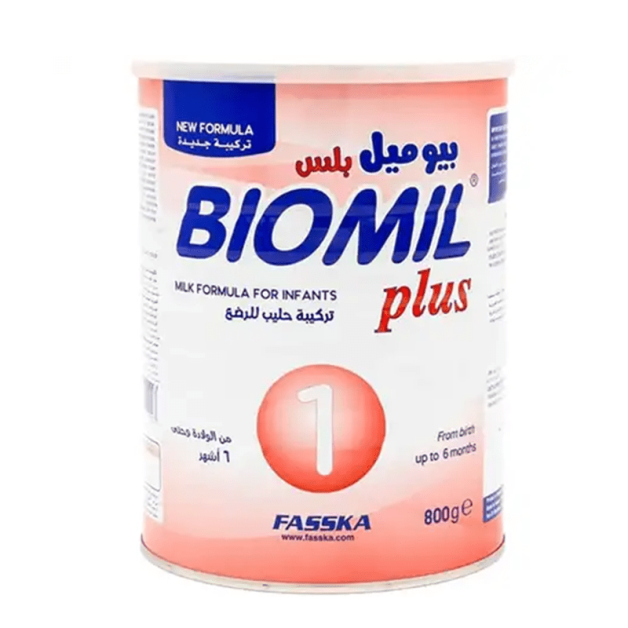 NEW FORMULA
تركيبة جديدة
بيوميل بلس
BIOMIL®
plus
MILK FORMULA FOR INFANTS
تركيبة حليب للرضع
1
من الولادة وحتى
٦ أشهر
From birth
up to 6 months
FASSKA
www.fasska.com
800g e